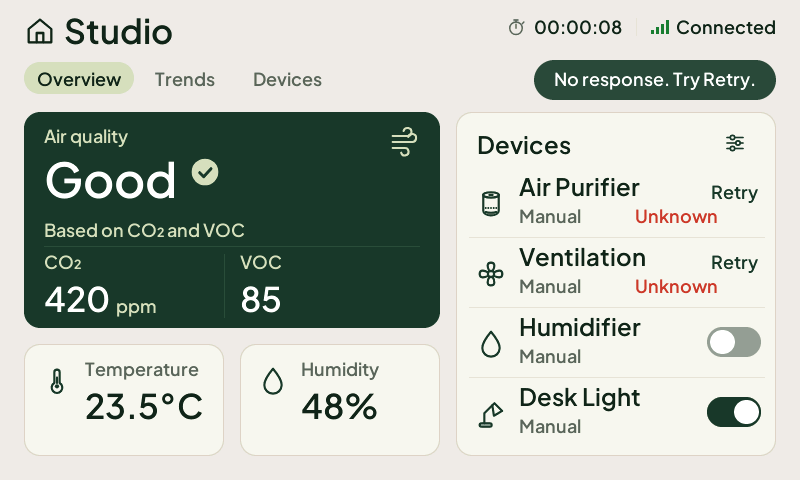 Studio
00:00:08
Connected
Overview
Trends
Devices
No response. Try Retry.
Air quality
Good
Based on CO₂ and VOC
CO₂
420 ppm
VOC
85
Temperature
23.5°C
Humidity
48%
Devices
Air Purifier
Retry
Manual
Unknown
Ventilation
Retry
Manual
Unknown
Humidifier
Manual
Desk Light
Manual